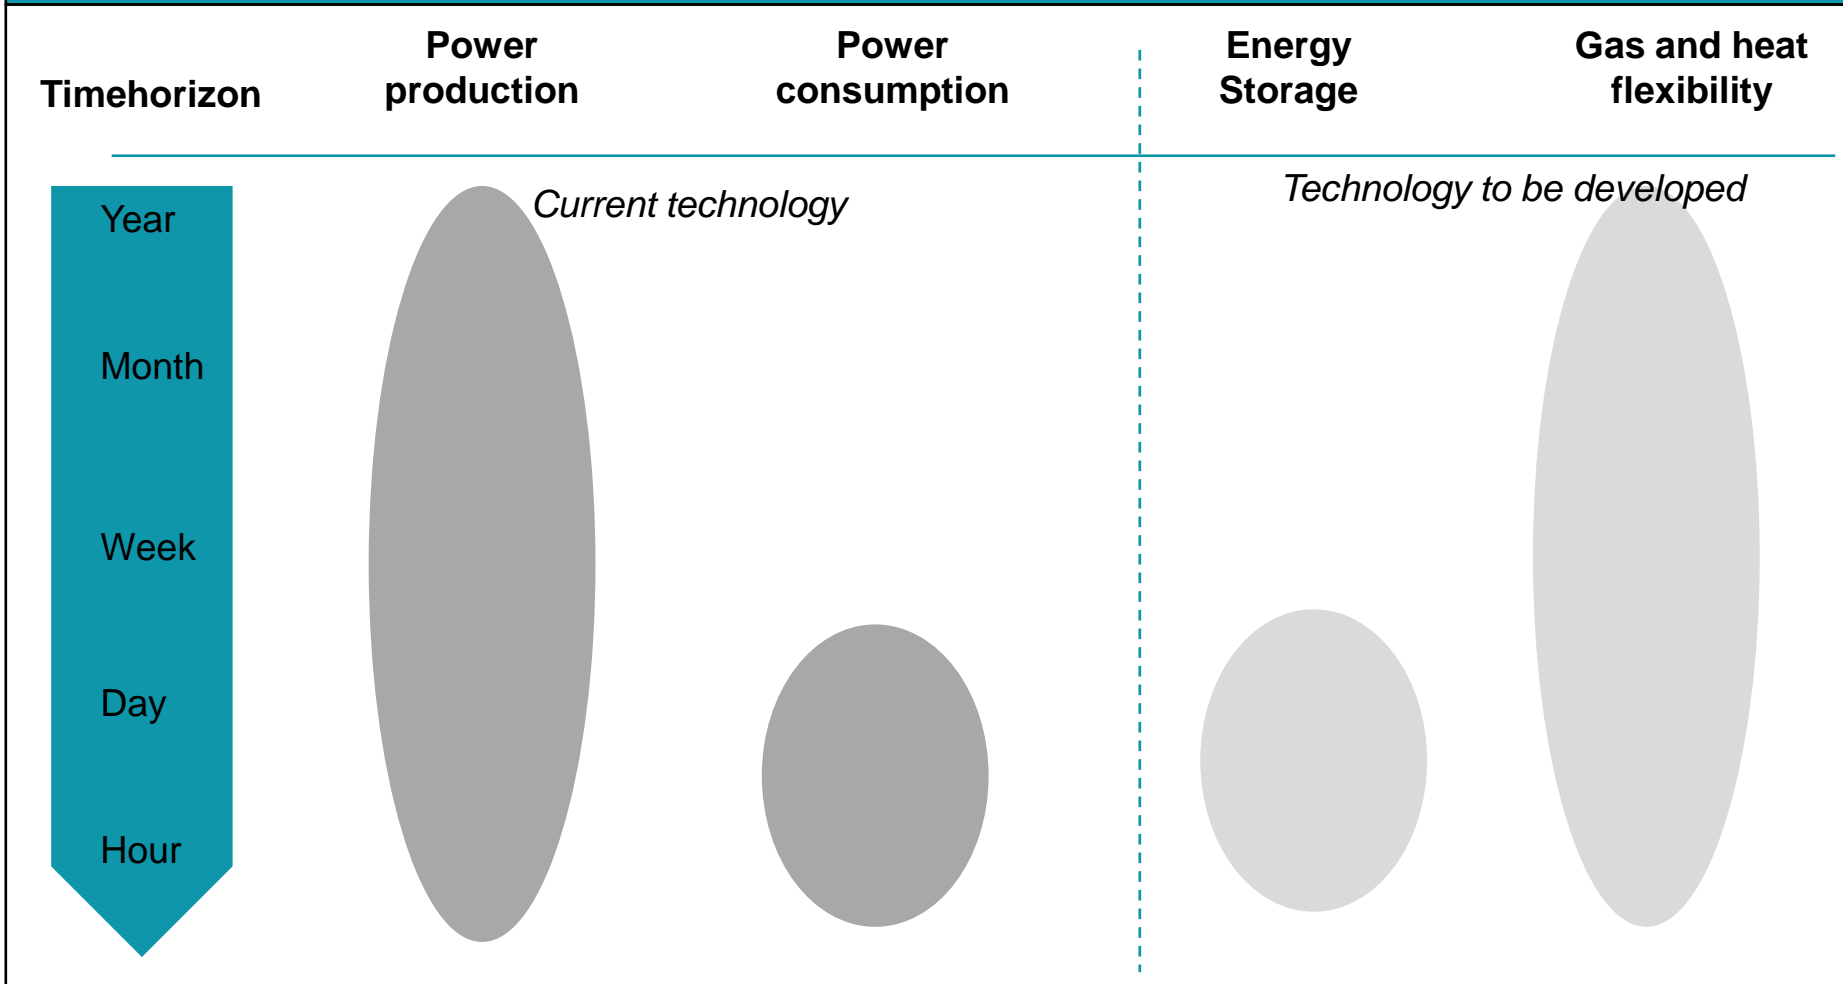 Timehorizon
Power
production
Power
consumption
Energy
Storage
Gas and heat
flexibility
Current technology
Technology to be developed
Year
Month
Week
Day
Hour